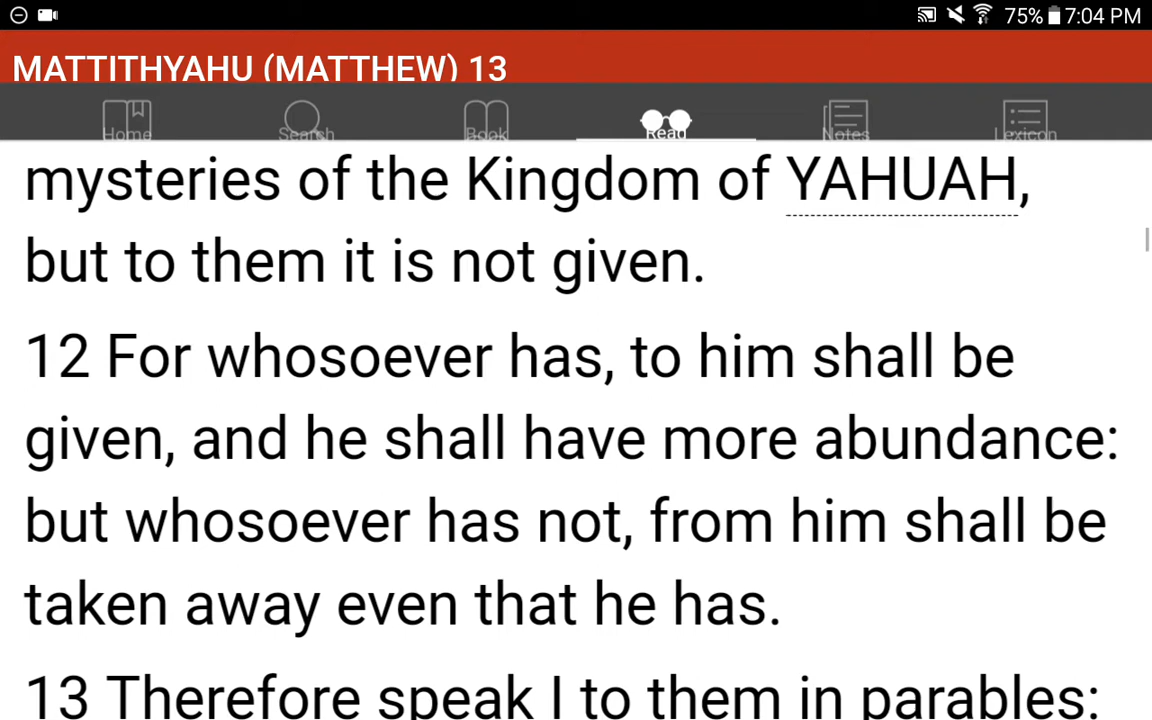 75% 7:04 PM
MATTITHYAHU (MATTHEW) 13
Home Search Book Read Notes Lexicon
mysteries of the Kingdom of YAHUAH,
but to them it is not given.
12 For whosoever has, to him shall be
given, and he shall have more abundance:
but whosoever has not, from him shall be
taken away even that he has.
13 Therefore speak I to them in parables: